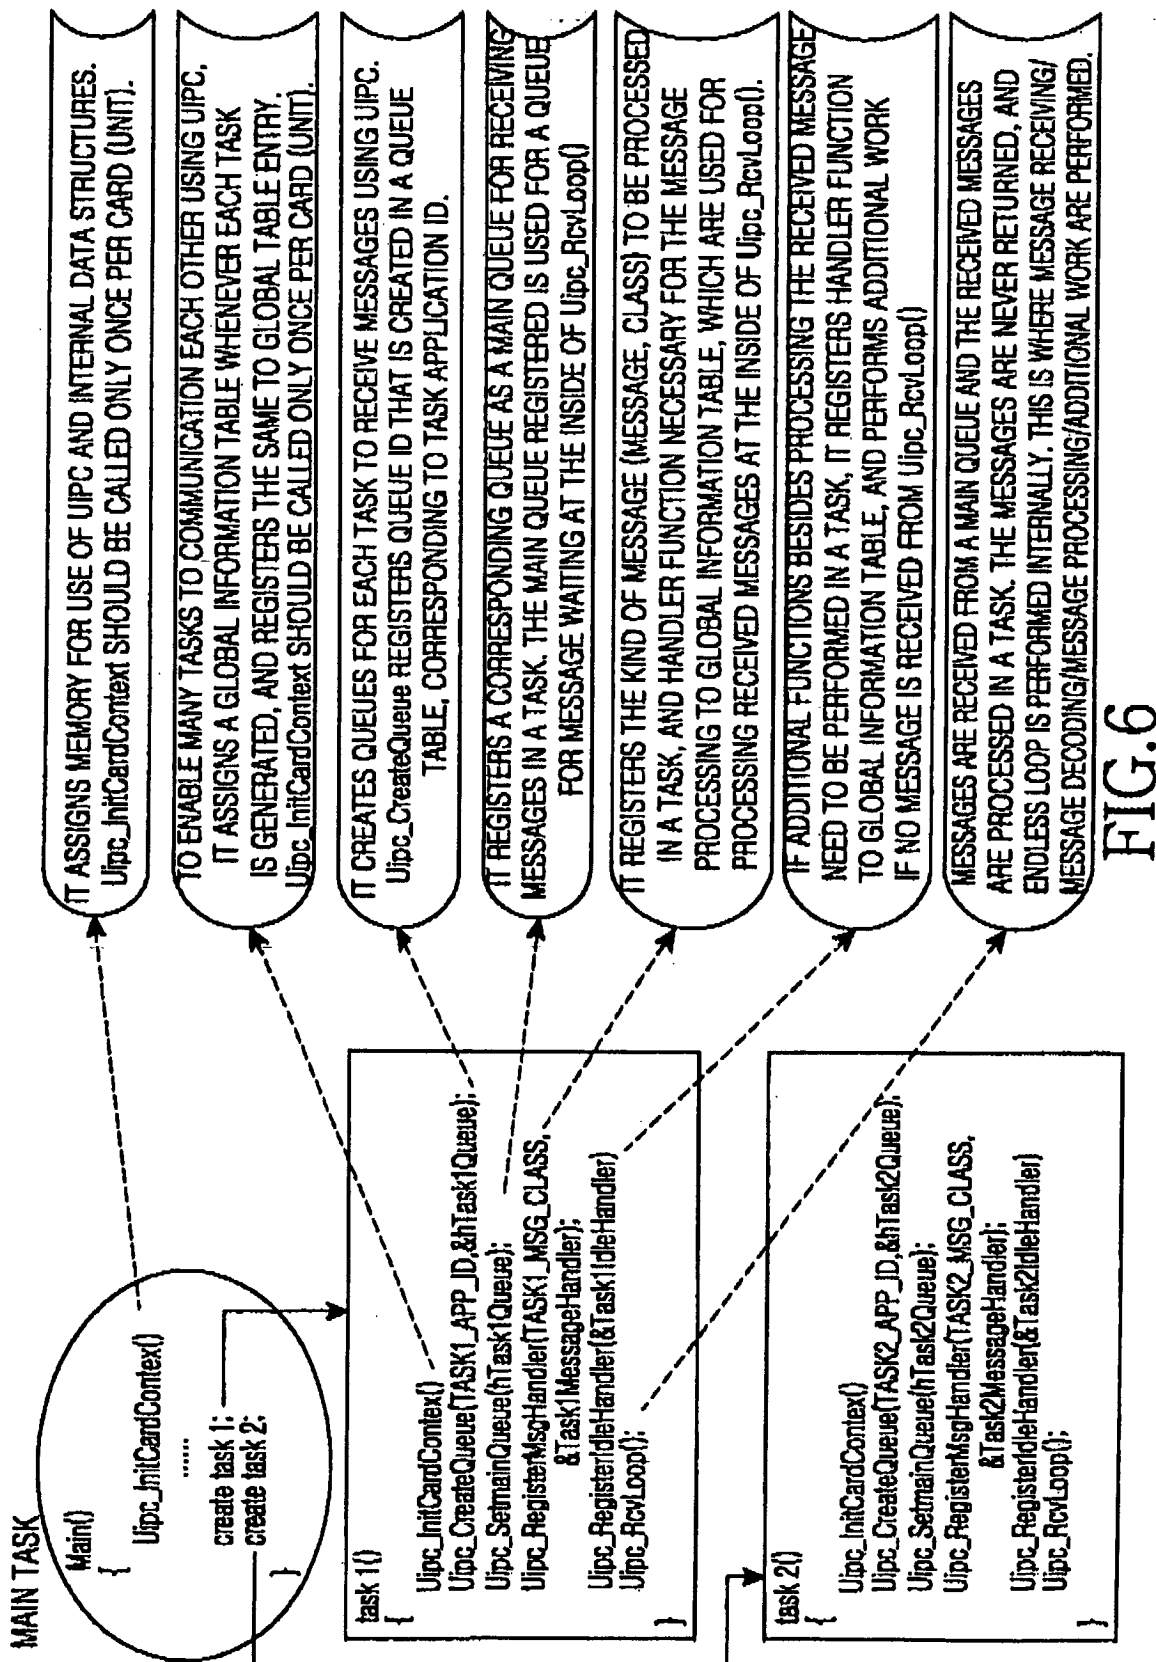 MAIN TASK
Main()
{
Uipc_InitCardContext()
.....
create task 1;
create task 2;
}
task 1()
{
Uipc_InitCardContex()
Uipc_CreateQueue(TASK1_APP_ID,&hTask1Queue);
Uipc_SetmainQueue(hTask1Queue);
Uipc_RegisterMsgHandler(TASK1_MSG_CLASS,
&Task1MessageHandler);
Uipc_RegisterIdleHandler(&Task1IdleHandler)
Uipc_RcvLoop();
}
task 2()
{
Uipc_InitCardContex()
Uipc_CreateQueue(TASK2_APP_ID,&hTask2Queue);
Uipc_SetmainQueue(hTask2Queue);
Uipc_RegisterMsgHandler(TASK2_MSG_CLASS,
&Task2MessageHandler);
Uipc_RegisterIdleHandler(&Task2IdleHandler)
Uipc_RcvLoop();
}
IT ASSIGNS MEMORY FOR USE OF UIPC AND INTERNAL DATA STRUCTURES.
Uipc_InitCardContext SHOULD BE CALLED ONLY ONCE PER CARD (UNIT).
TO ENABLE MANY TASKS TO COMMUNICATION EACH OTHER USING UIPC,
IT ASSIGNS A GLOBAL INFORMATION TABLE WHENEVER EACH TASK
IS GENERATED, AND REGISTERS THE SAME TO GLOBAL TABLE ENTRY.
Uipc_InitCardContext SHOULD BE CALLED ONLY ONCE PER CARD (UNIT).
IT CREATES QUEUES FOR EACH TASK TO RECEIVE MESSAGES USING UIPC.
Uipc_CreateQueue REGISTERS QUEUE ID THAT IS CREATED IN A QUEUE
TABLE, CORRESPONDING TO TASK APPLICATION ID.
IT REGISTERS A CORRESPONDING QUEUE AS A MAIN QUEUE FOR RECEIVING
MESSAGES IN A TASK. THE MAIN QUEUE REGISTERED IS USED FOR A QUEUE
FOR MESSAGE WAITING AT THE INSIDE OF Uipc_RcvLoop()
IT REGISTERS THE KIND OF MESSAGE (MESSAGE, CLASS) TO BE PROCESSED
IN A TASK, AND HANDLER FUNCTION NECESSARY FOR THE MESSAGE
PROCESSING TO GLOBAL INFORMATION TABLE, WHICH ARE USED FOR
PROCESSING RECEIVED MESSAGES AT THE INSIDE OF Uipc_RcvLoop().
IF ADDITIONAL FUNCTIONS BESIDES PROCESSING THE RECEIVED MESSAGE
NEED TO BE PERFORMED IN A TASK, IT REGISTERS HANDLER FUNCTION
TO GLOBAL INFORMATION TABLE, AND PERFORMS ADDITIONAL WORK
IF NO MESSAGE IS RECEIVED FROM Uipc_RcvLoop()
MESSAGES ARE RECEIVED FROM A MAIN QUEUE AND THE RECEIVED MESSAGES
ARE PROCESSED IN A TASK. THE MESSAGES ARE NEVER RETURNED, AND
ENDLESS LOOP IS PERFORMED INTERNALLY. THIS IS WHERE MESSAGE RECEIVING/
MESSAGE DECODING/MESSAGE PROCESSING/ADDITIONAL WORK ARE PERFORMED.
FIG.6